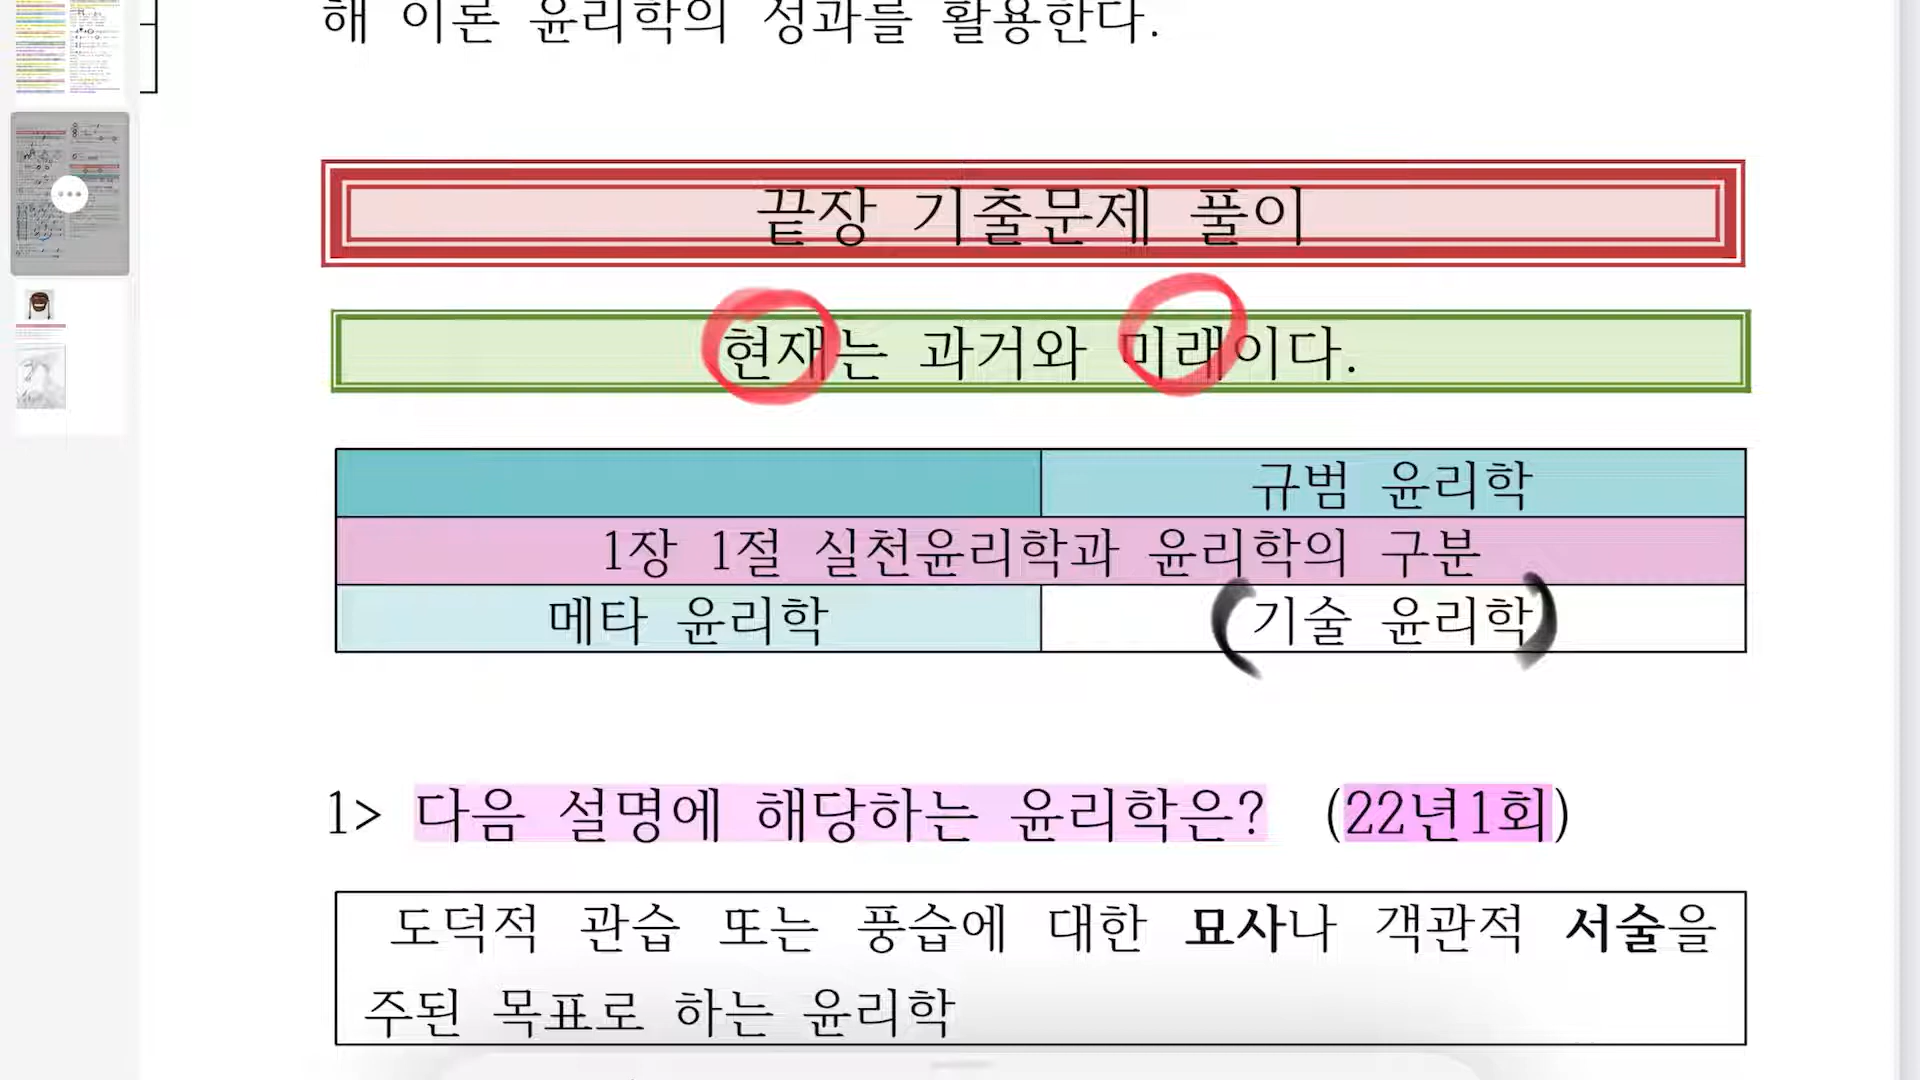 해 이론 윤리학의 성과를 활용한다.
끝장 기출문제 풀이
현재는 과거와 미래이다.
규범 윤리학
1장 1절 실천윤리학과 윤리학의 구분
메타 윤리학 (기술 윤리학)
1> 다음 설명에 해당하는 윤리학은? (22년1회)
도덕적 관습 또는 풍습에 대한 묘사나 객관적 서술을
주된 목표로 하는 윤리학